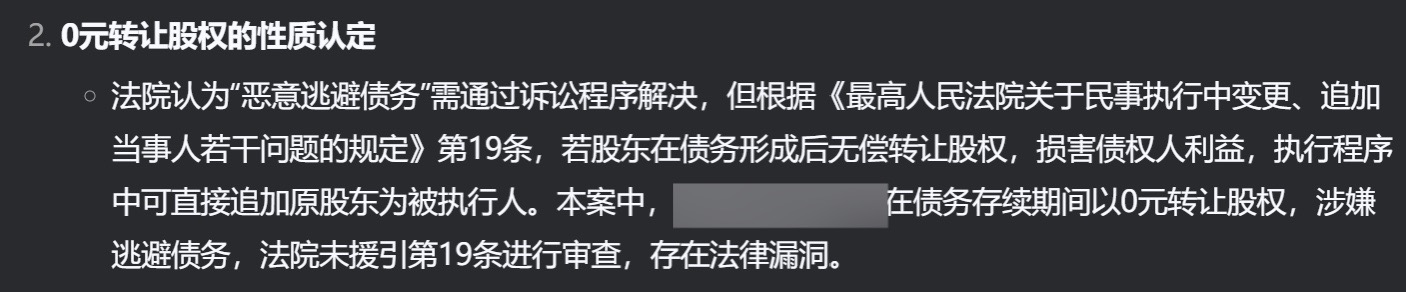 2. 0元转让股权的性质认定
○ 法院认为“恶意逃避债务”需通过诉讼程序解决，但根据《最高人民法院关于民事执行中变更、追加
当事人若干问题的规定》第19条，若股东在债务形成后无偿转让股权，损害债权人利益，执行程序
中可直接追加原股东为被执行人。本案中，在债务存续期间以0元转让股权，涉嫌
逃避债务，法院未援引第19条进行审查，存在法律漏洞。